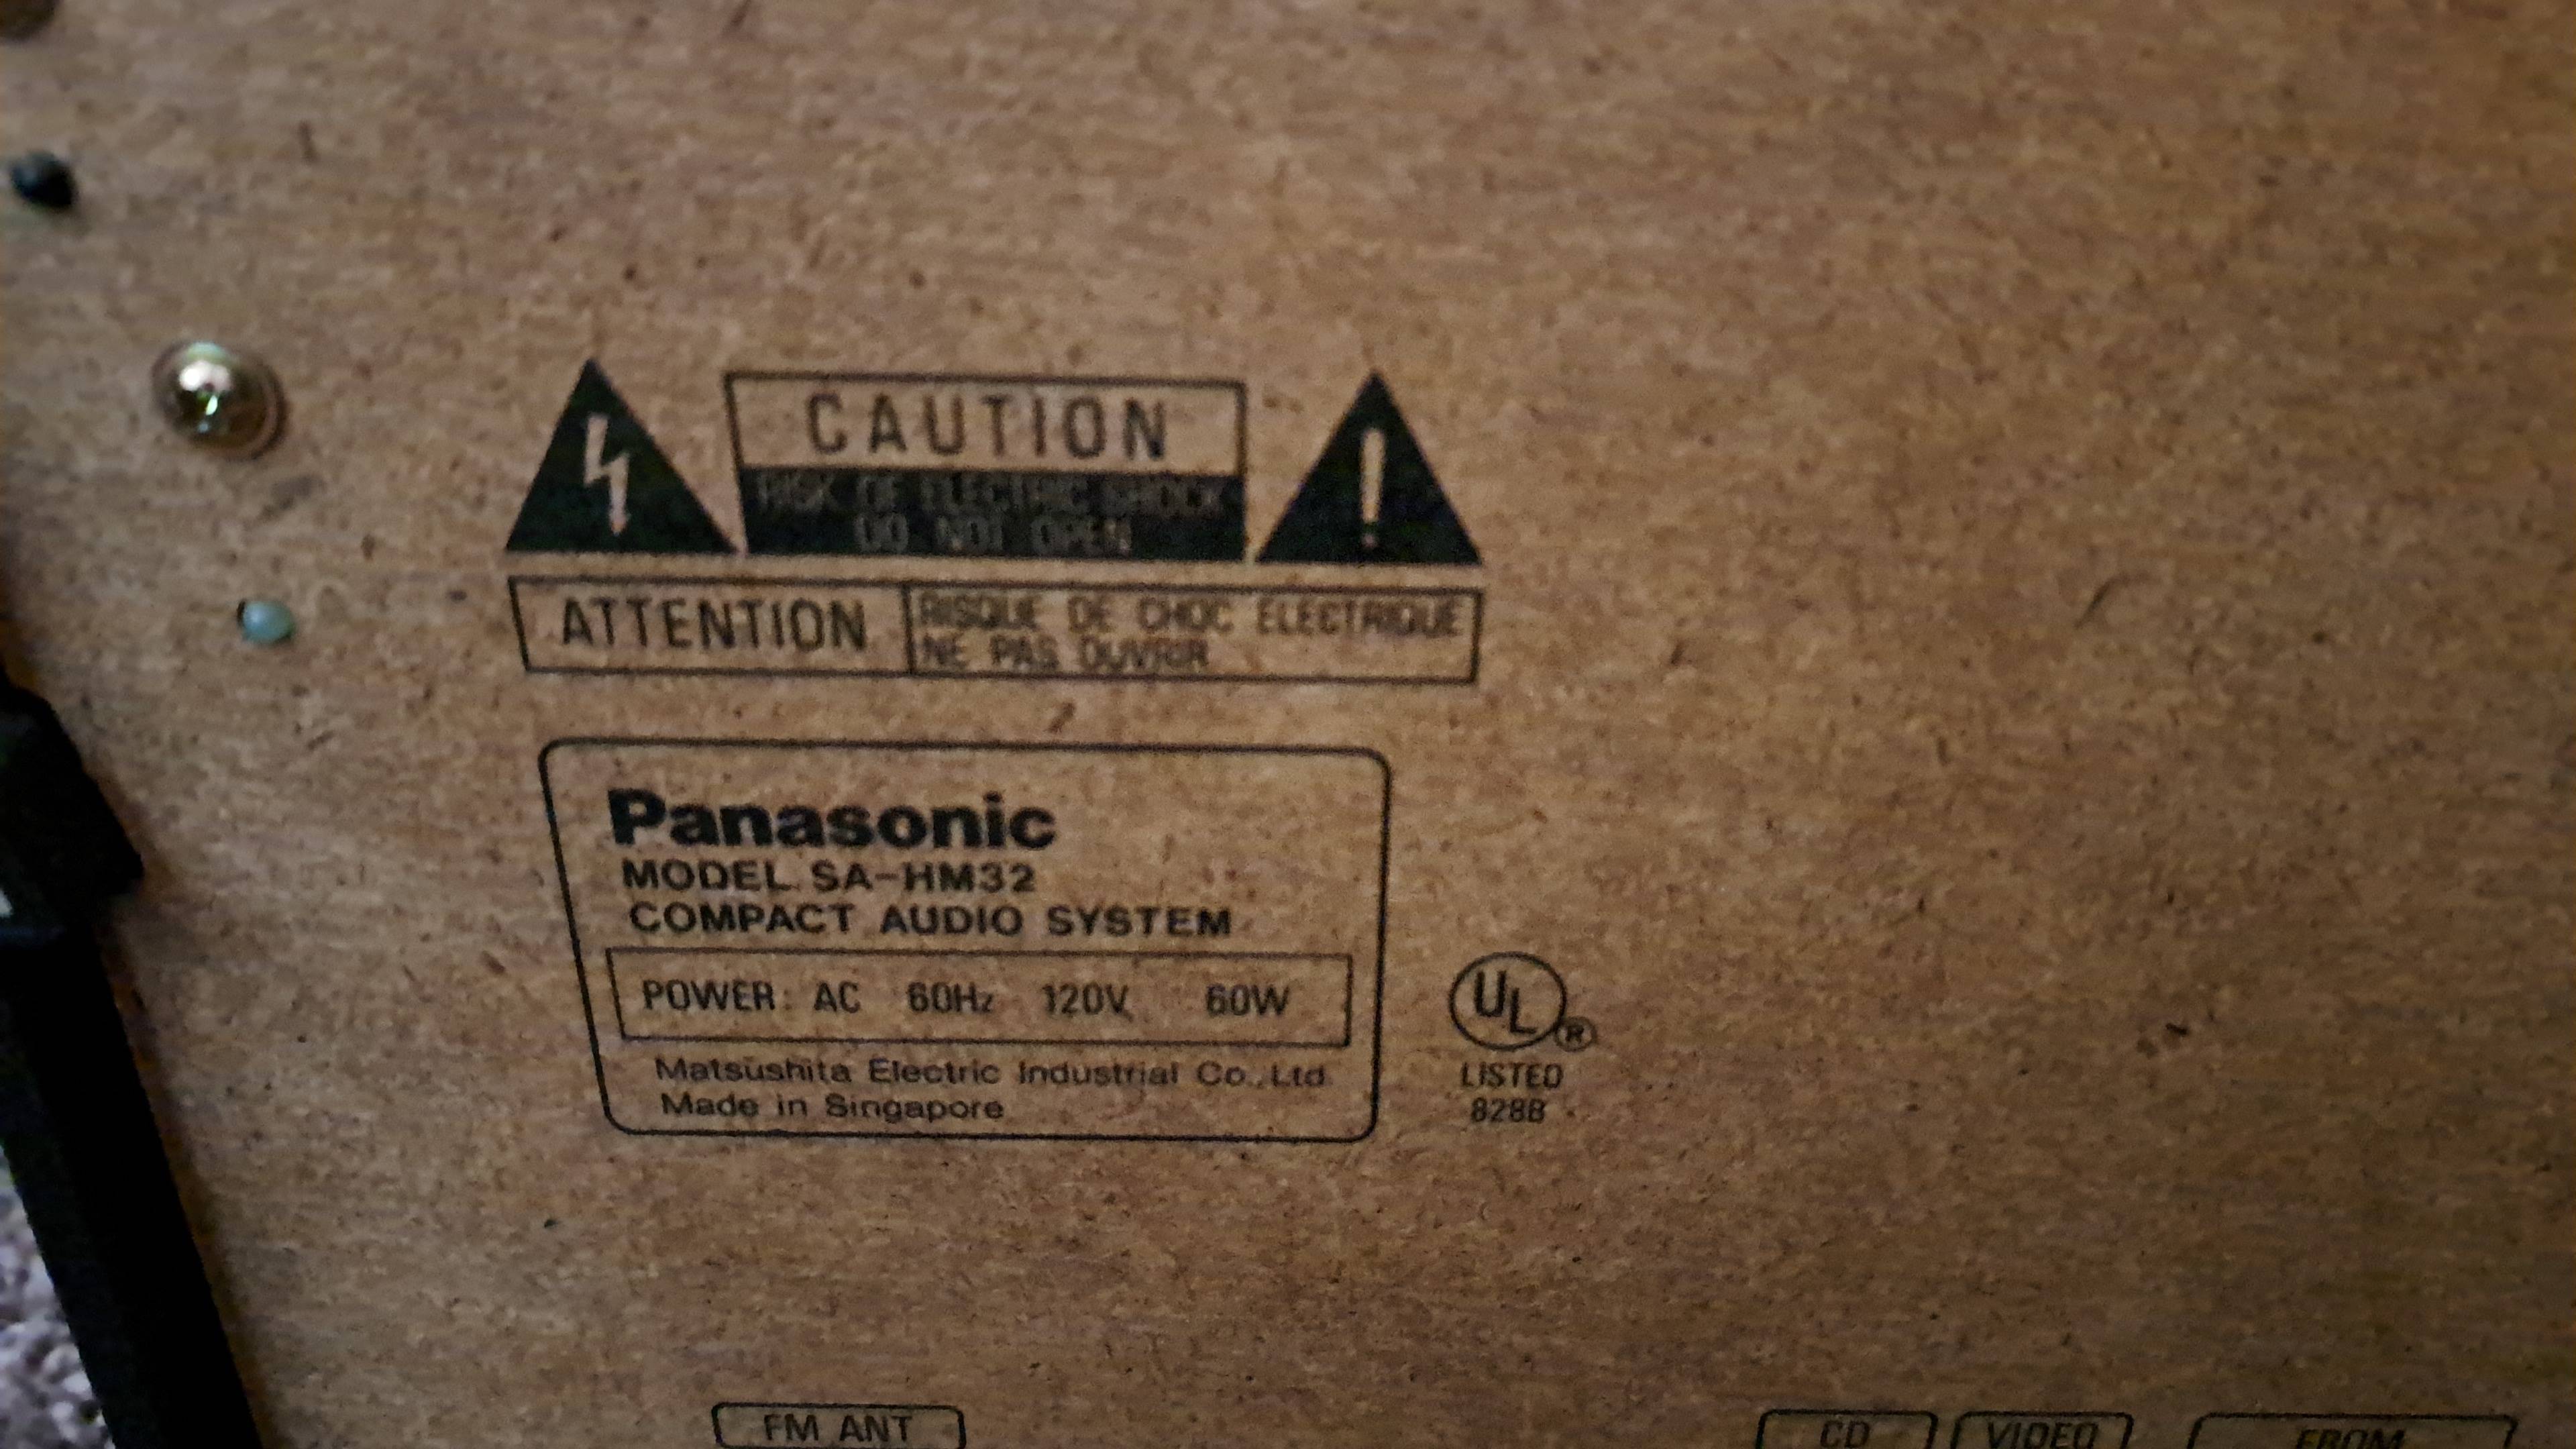 CAUTION
RISK OF ELECTRIC SHOCK
DO NOT OPEN
ATTENTION
RISQUE DE CHOC ELECTRIQUE
NE PAS OUVRIR
Panasonic
MODEL SA-HM32
COMPACT AUDIO SYSTEM
POWER: AC 60Hz 120V 60W
Matsushita Electric Industrial Co., Ltd.
Made in Singapore
UL®
LISTED
828B
FM ANT
CD VIDEO FROM